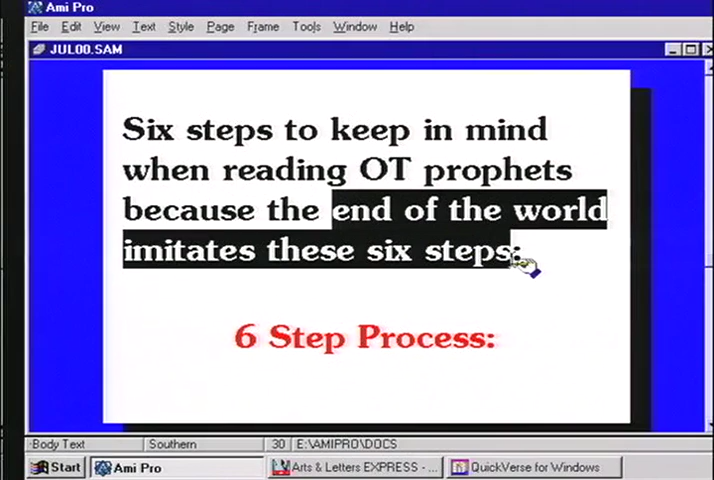 Ami Pro
File Edit View Text Style Page Frame Tools Window Help
JUL00.SAM
Six steps to keep in mind
when reading OT prophets
because the end of the world
imitates these six steps:
6 Step Process:
Body Text Southern 30 E:\AMIPRO\DOCS
Start Ami Pro Arts & Letters EXPRESS - ... QuickVerse for Windows